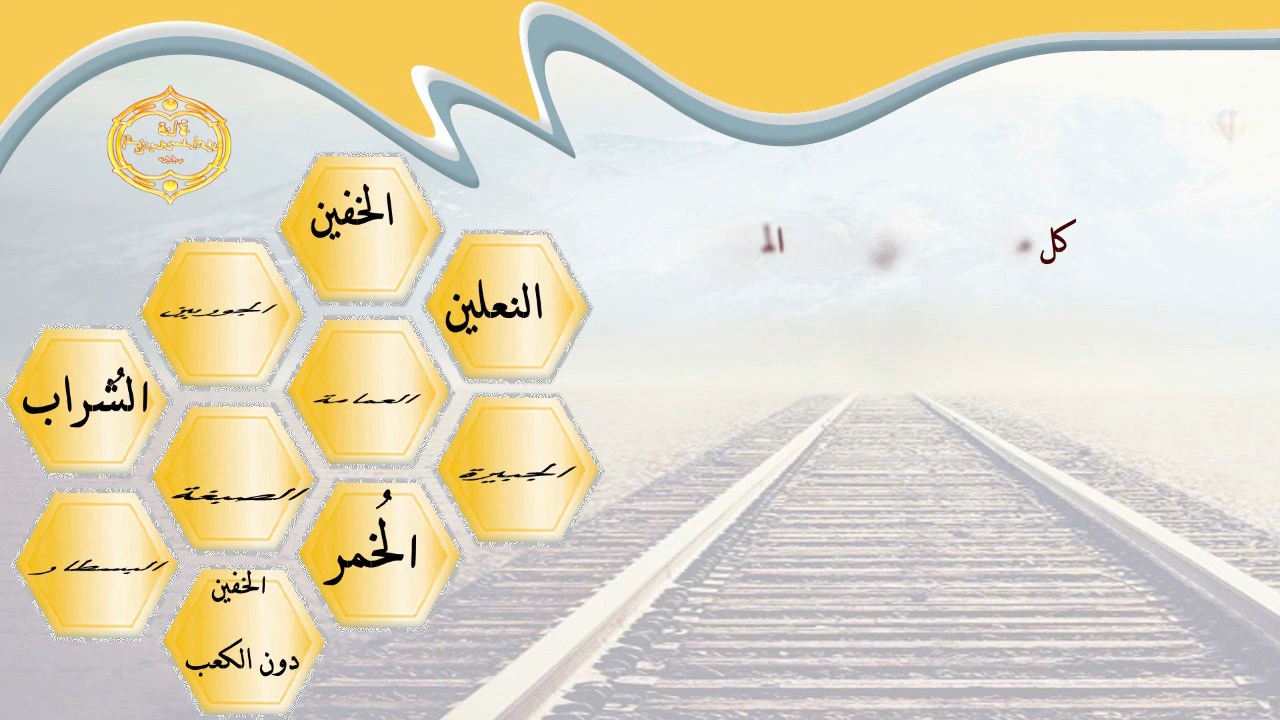 كل
الخفين
النعلين
الجوربين
العمامة
الشُراب
الجبيرة
الصبغة
الخُمر
البسطار
الخفين
دون الكعب